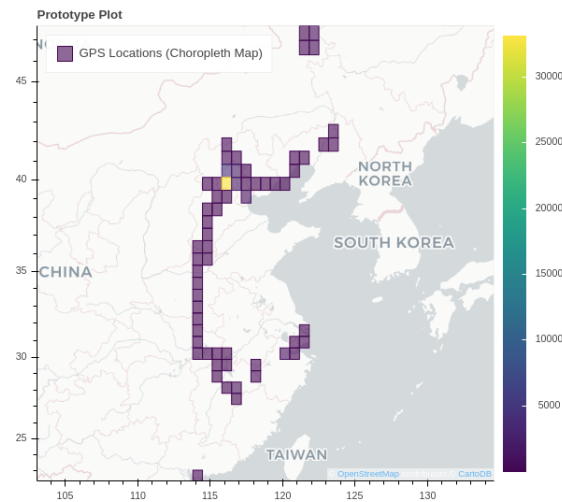 Prototype Plot
GPS Locations (Choropleth Map)
45
40
35
30
25
105
110
115
120
125
130
NORTH
KOREA
SOUTH KOREA
CHINA
TAIWAN
© OpenStreetMap
CartoDB
30000
25000
20000
15000
10000
5000